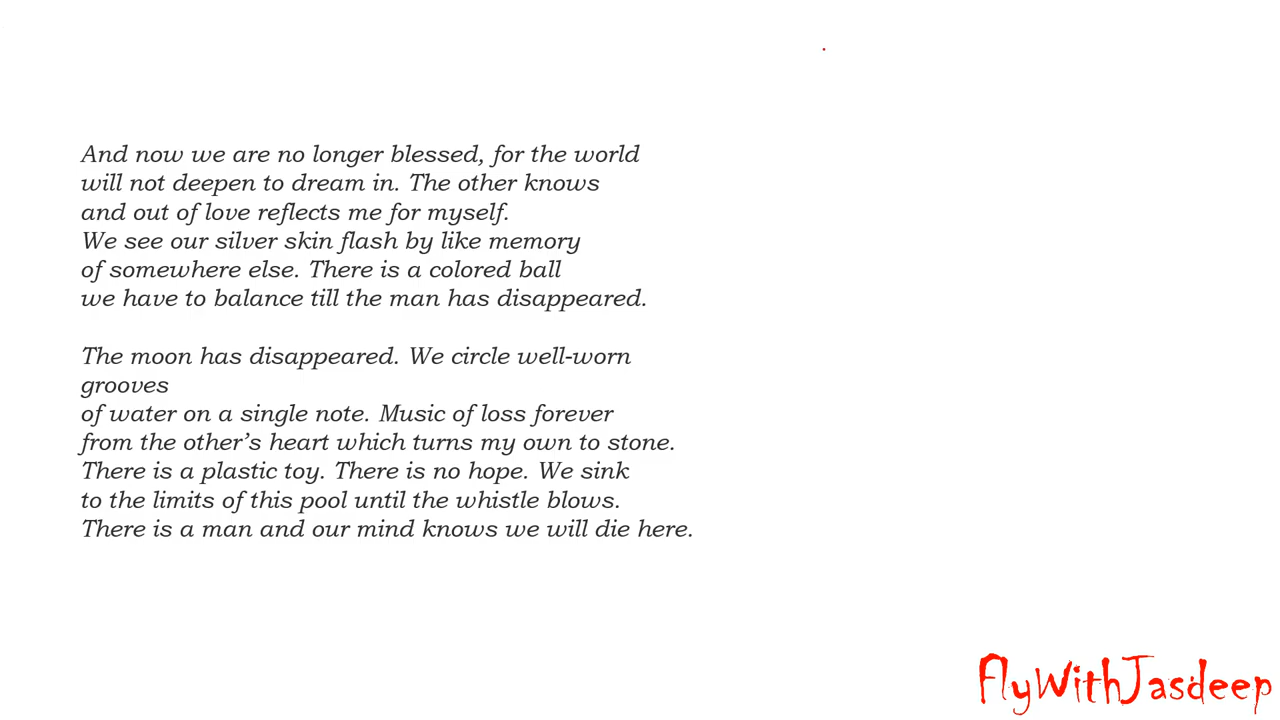 And now we are no longer blessed, for the world
will not deepen to dream in. The other knows
and out of love reflects me for myself.
We see our silver skin flash by like memory
of somewhere else. There is a colored ball
we have to balance till the man has disappeared.
The moon has disappeared. We circle well-worn
grooves
of water on a single note. Music of loss forever
from the other’s heart which turns my own to stone.
There is a plastic toy. There is no hope. We sink
to the limits of this pool until the whistle blows.
There is a man and our mind knows we will die here.
FlyWithJasdeep